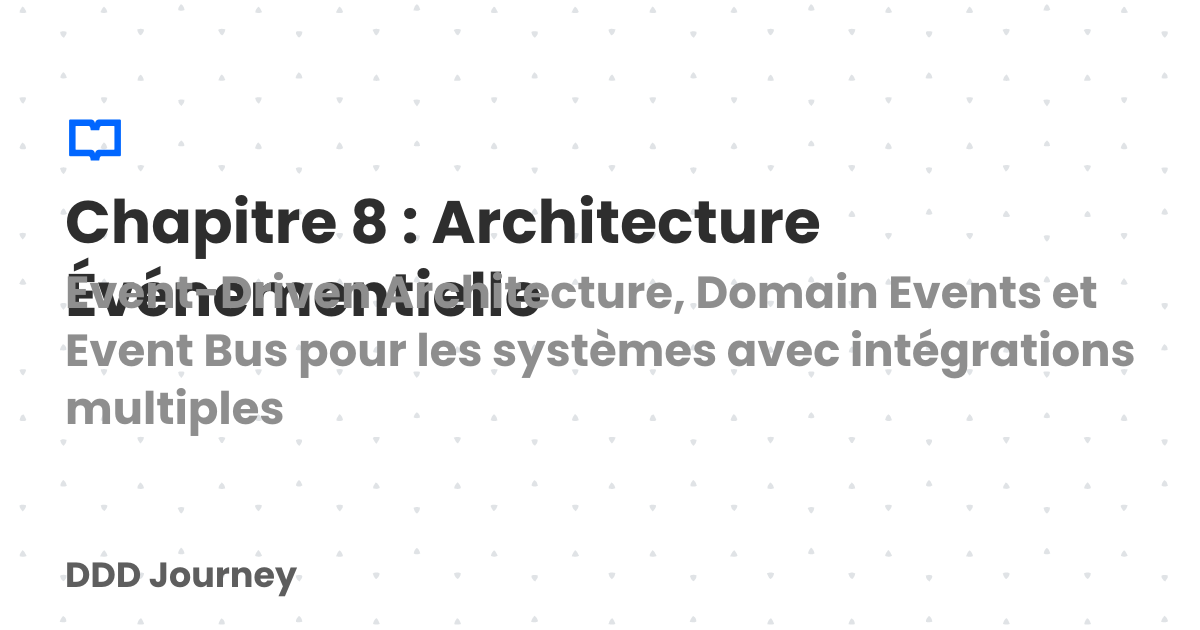 Chapitre 8 : Architecture
Événementielle
Event-Driven Architecture, Domain Events et
Event Bus pour les systèmes avec intégrations
multiples
DDD Journey